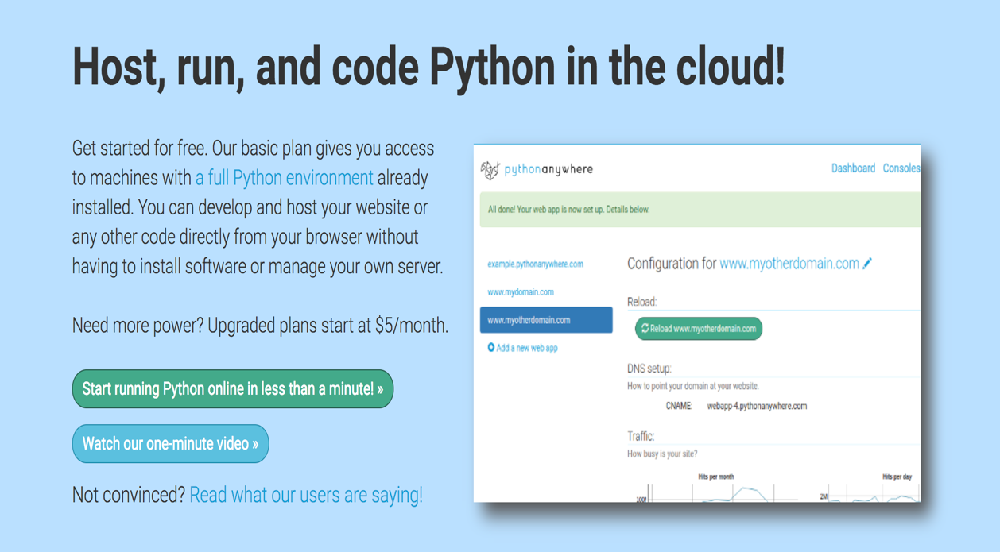 Host, run, and code Python in the cloud!
Get started for free. Our basic plan gives you access
to machines with a full Python environment already
installed. You can develop and host your website or
any other code directly from your browser without
having to install software or manage your own server.
Need more power? Upgraded plans start at $5/month.
Start running Python online in less than a minute! »
Watch our one-minute video »
Not convinced? Read what our users are saying!
pythonanywhere
Dashboard Consoles
All done! Your web app is now set up. Details below.
example.pythonanywhere.com
www.mydomain.com
www.myotherdomain.com
Add a new web app
Configuration for www.myotherdomain.com
Reload:
Reload www.myotherdomain.com
DNS setup:
How to point your domain at your website.
CNAME: webapp-4.pythonanywhere.com
Traffic:
How busy is your site?
Hits per month
Hits per day
2M